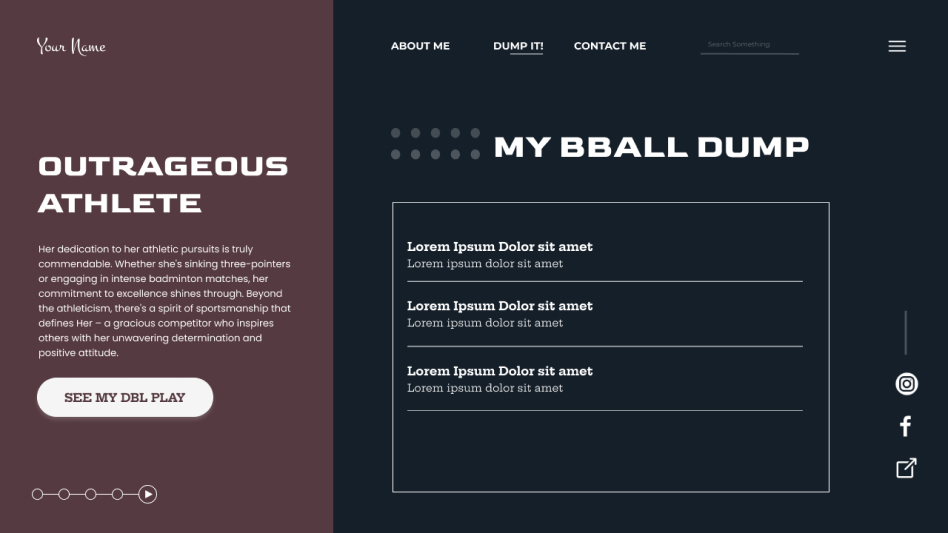 Your Name
ABOUT ME
DUMP IT!
CONTACT ME
Search Something
OUTRAGEOUS
ATHLETE
Her dedication to her athletic pursuits is truly
commendable. Whether she's sinking three-pointers
or engaging in intense badminton matches, her
commitment to excellence shines through. Beyond
the athleticism, there's a spirit of sportsmanship that
defines Her – a gracious competitor who inspires
others with her unwavering determination and
positive attitude.
SEE MY DBL PLAY
MY BBALL DUMP
Lorem Ipsum Dolor sit amet
Lorem ipsum dolor sit amet
Lorem Ipsum Dolor sit amet
Lorem ipsum dolor sit amet
Lorem Ipsum Dolor sit amet
Lorem ipsum dolor sit amet